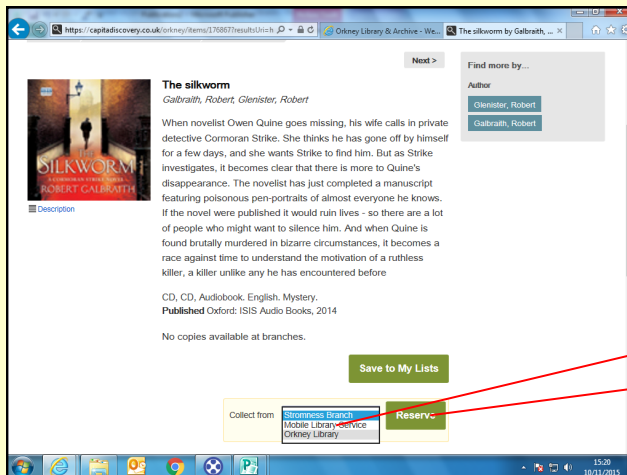 https://capitadiscovery.co.uk/orkney/items/176867?resultsUri=h
Orkney Library & Archive - We...
The silkworm by Galbraith, ...
Next >
Find more by...
Author
Glenister, Robert
Galbraith, Robert
The silkworm
Galbraith, Robert; Glenister, Robert
When novelist Owen Quine goes missing, his wife calls in private
detective Cormoran Strike. She thinks he has gone off by himself
for a few days, and she wants Strike to find him. But as Strike
investigates, it becomes clear that there is more to Quine's
disappearance. The novelist has just completed a manuscript
featuring poisonous pen-portraits of almost everyone he knows.
If the novel were published it would ruin lives - so there are a lot
of people who might want to silence him. And when Quine is
found brutally murdered in bizarre circumstances, it becomes a
race against time to understand the motivation of a ruthless
killer, a killer unlike any he has encountered before
THE
SILKWORM
A CORMORAN STRIKE NOVEL
ROBERT GALBRAITH
Description
CD, CD, Audiobook. English. Mystery.
Published Oxford: ISIS Audio Books, 2014
No copies available at branches.
Save to My Lists
Collect from
Stromness Branch
Mobile Library Service
Orkney Library
Reserve
15:20
10/11/2015